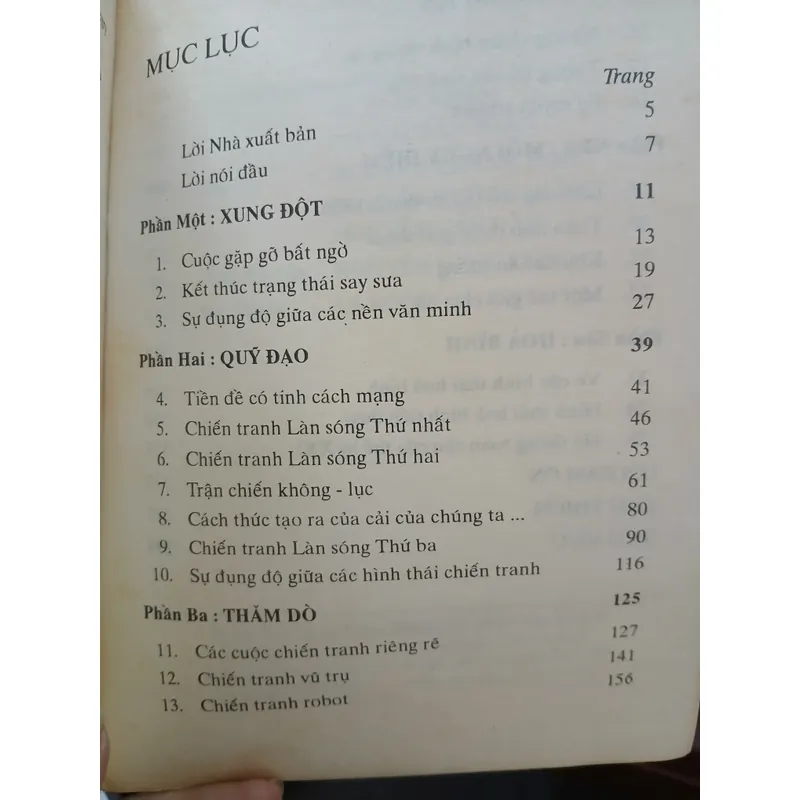 MỤC LỤC
Trang
Lời Nhà xuất bản 5
Lời nói đầu 7
Phần Một : XUNG ĐỘT 11
1. Cuộc gặp gỡ bất ngờ 13
2. Kết thúc trạng thái say sưa 19
3. Sự đụng độ giữa các nền văn minh 27
Phần Hai : QUỸ ĐẠO 39
4. Tiền đề có tính cách mạng 41
5. Chiến tranh Làn sóng Thứ nhất 46
6. Chiến tranh Làn sóng Thứ hai 53
7. Trận chiến không - lục 61
8. Cách thức tạo ra của cải của chúng ta ... 80
9. Chiến tranh Làn sóng Thứ ba 90
10. Sự đụng độ giữa các hình thái chiến tranh 116
Phần Ba : THĂM DÒ 125
11. Các cuộc chiến tranh riêng rẽ 127
12. Chiến tranh vũ trụ 141
13. Chiến tranh robot 156